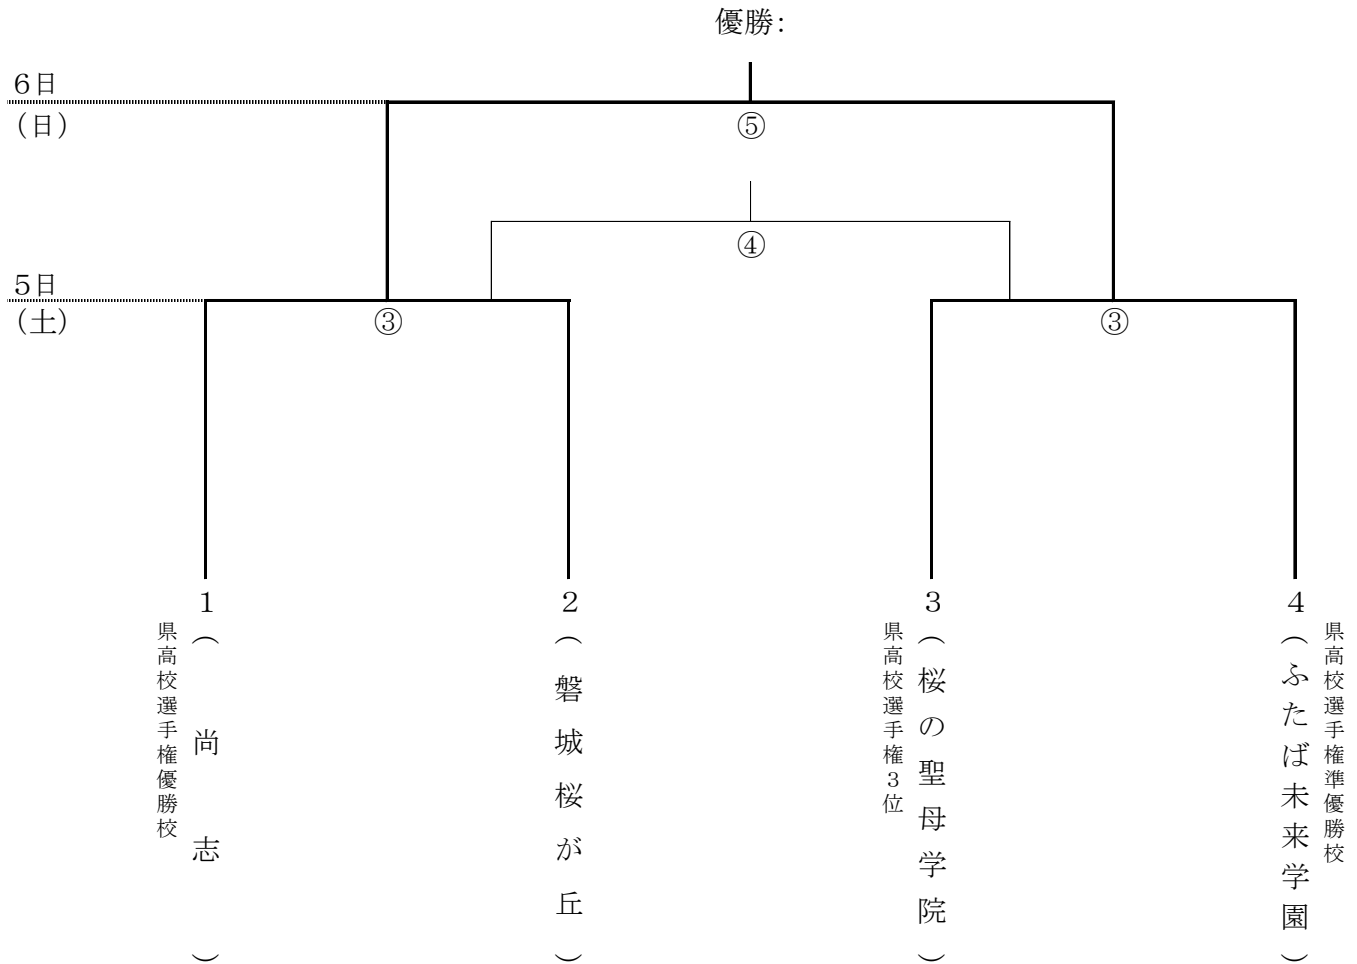 優勝：
６日
（日）
⑤
④
５日
（土）
③
③
１
２
３
４
県高校選手権優勝校
（尚志）
（磐城桜が丘）
県高校選手権３位
（桜の聖母学院）
（ふたば未来学園）
県高校選手権準優勝校